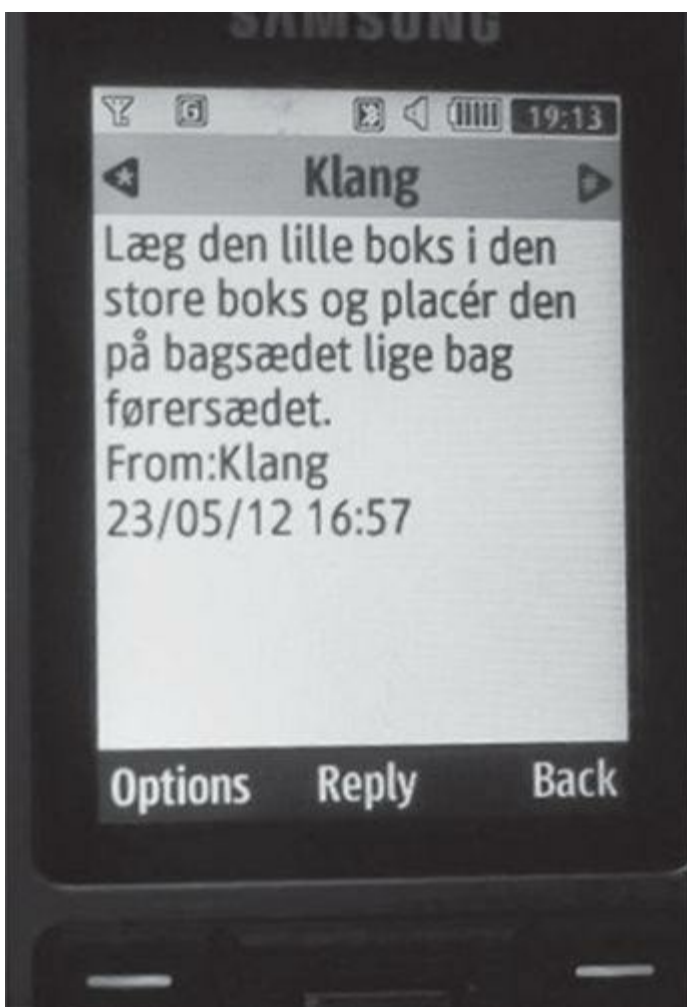 SAMSUNG
19:13
Klang
Læg den lille boks i den
store boks og placér den
på bagsædet lige bag
førersædet.
From:Klang
23/05/12 16:57
Options Reply Back